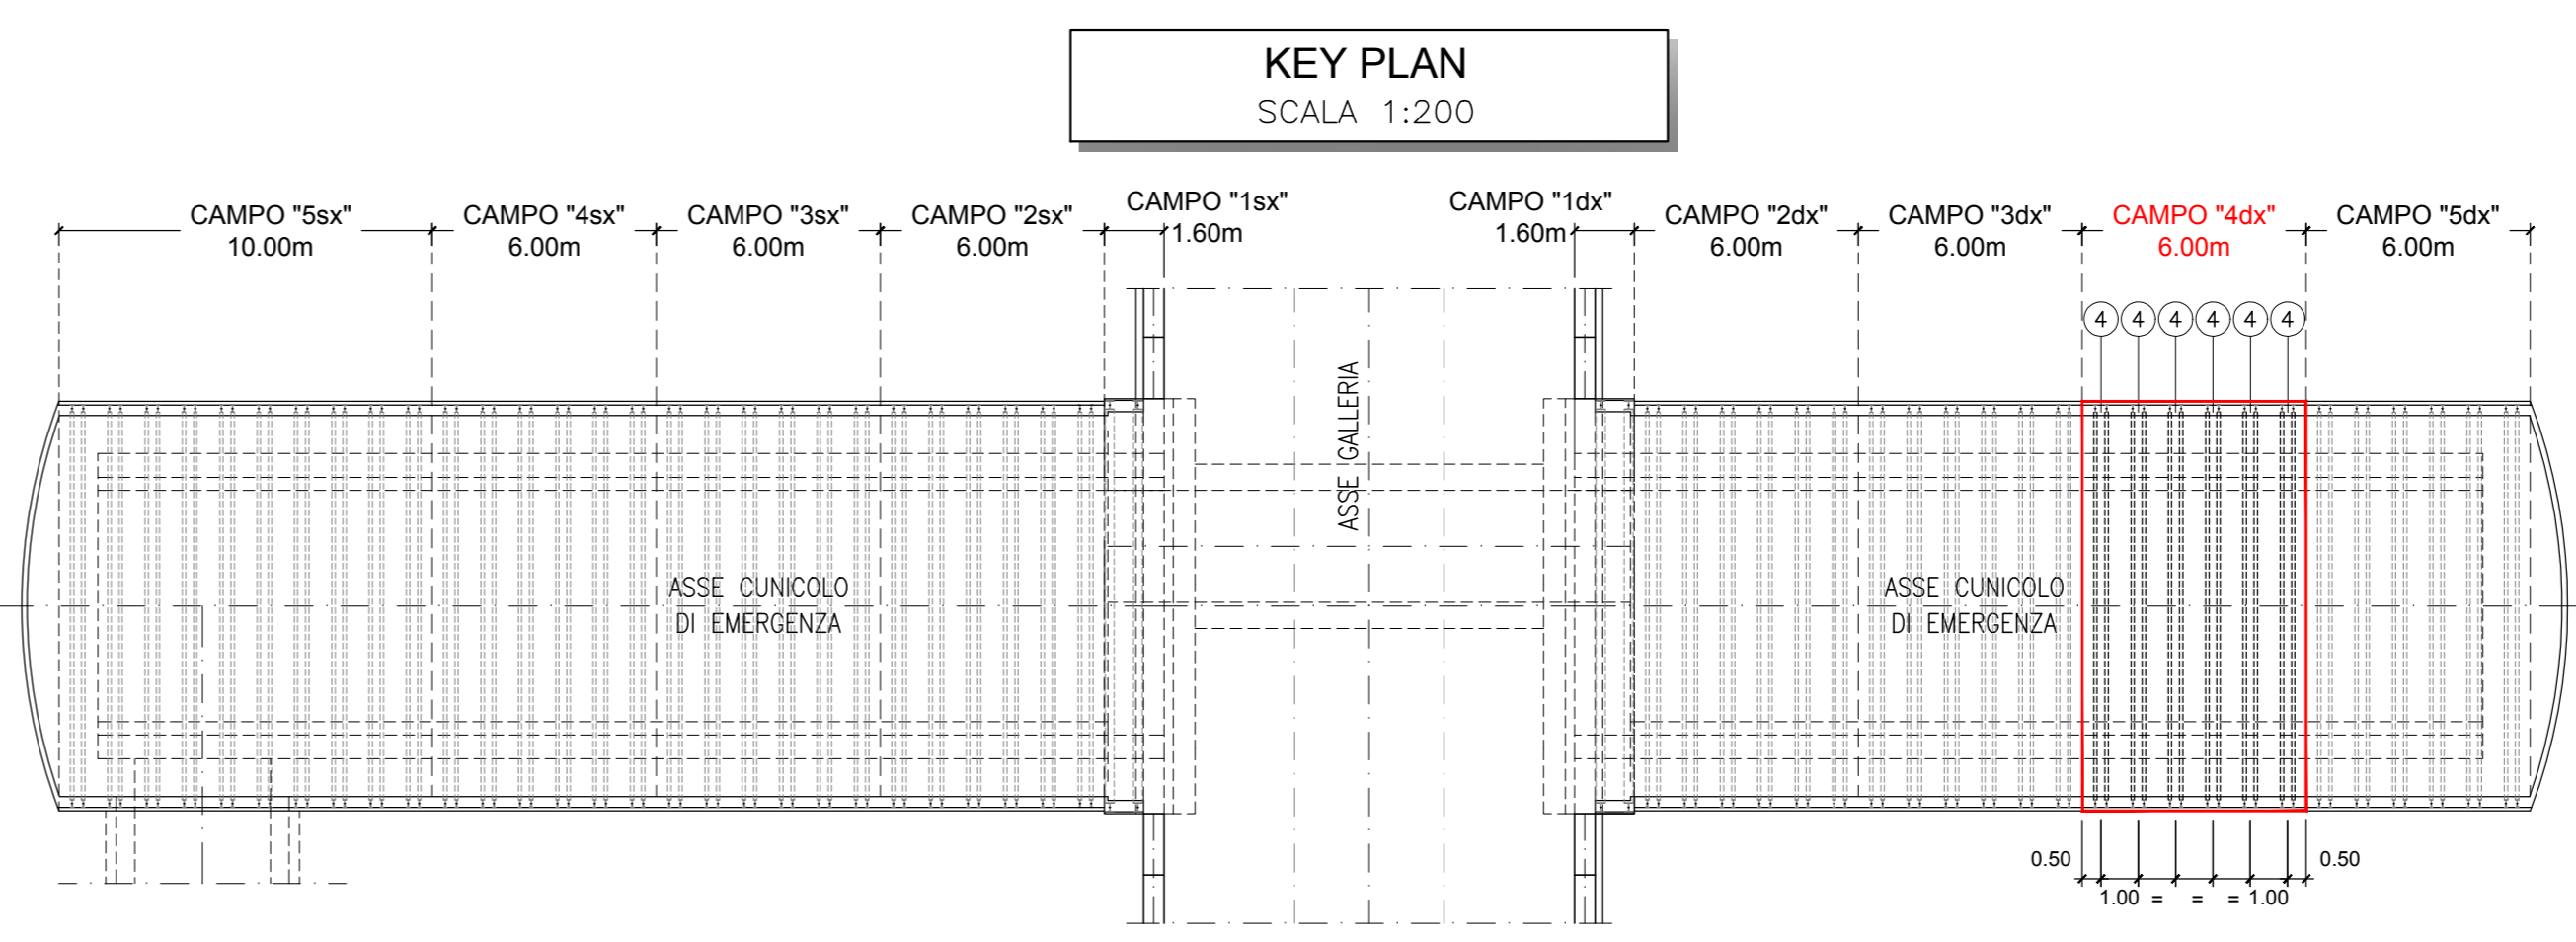 KEY PLAN
SCALA 1:200
CAMPO "5sx"
10.00m
CAMPO "4sx"
6.00m
CAMPO "3sx"
6.00m
CAMPO "2sx"
6.00m
CAMPO "1sx"
1.60m
CAMPO "1dx"
1.60m
CAMPO "2dx"
6.00m
CAMPO "3dx"
6.00m
CAMPO "4dx"
6.00m
CAMPO "5dx"
6.00m
4 4 4 4 4 4
ASSE GALLERIA
ASSE CUNICOLO
DI EMERGENZA
ASSE CUNICOLO
DI EMERGENZA
0.50 0.50
1.00 = = = 1.00